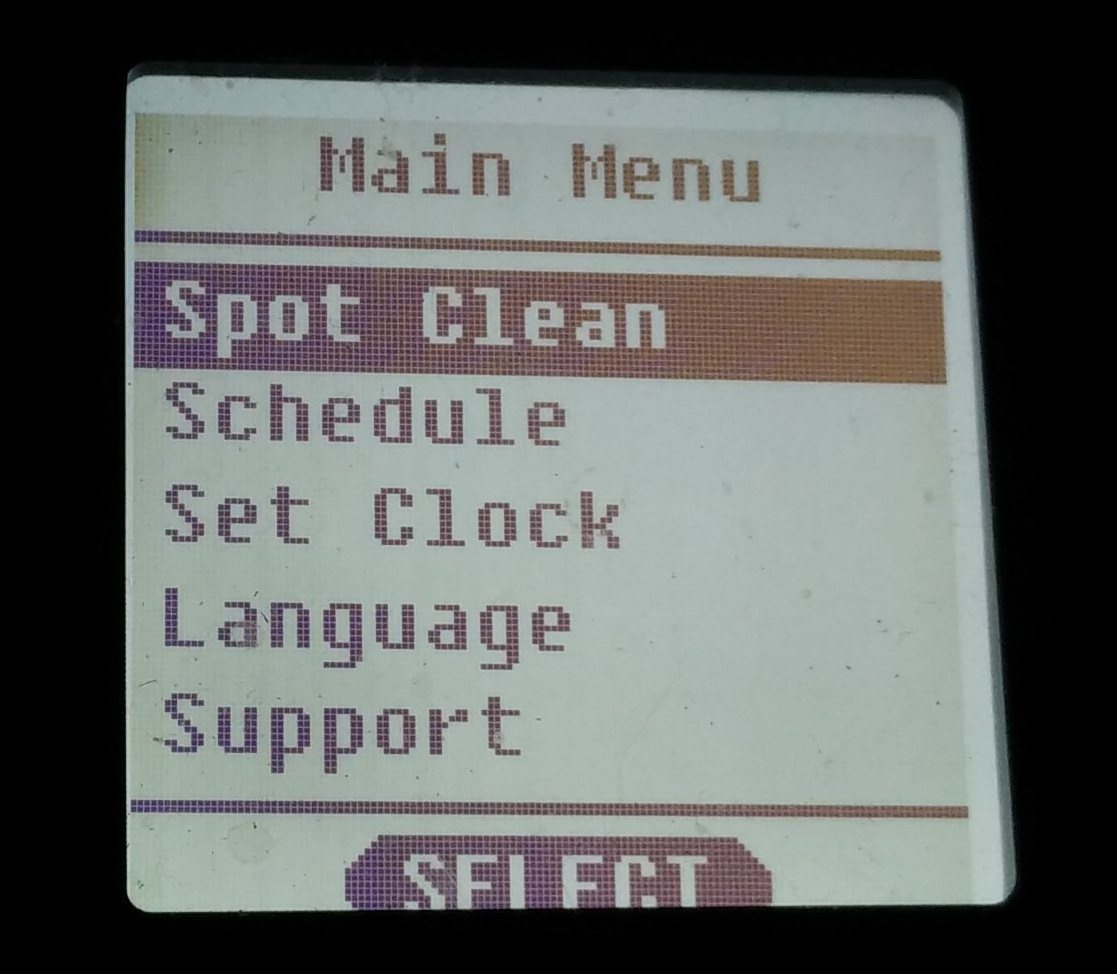 Main Menu
Spot Clean
Schedule
Set Clock
Language
Support
SELECT